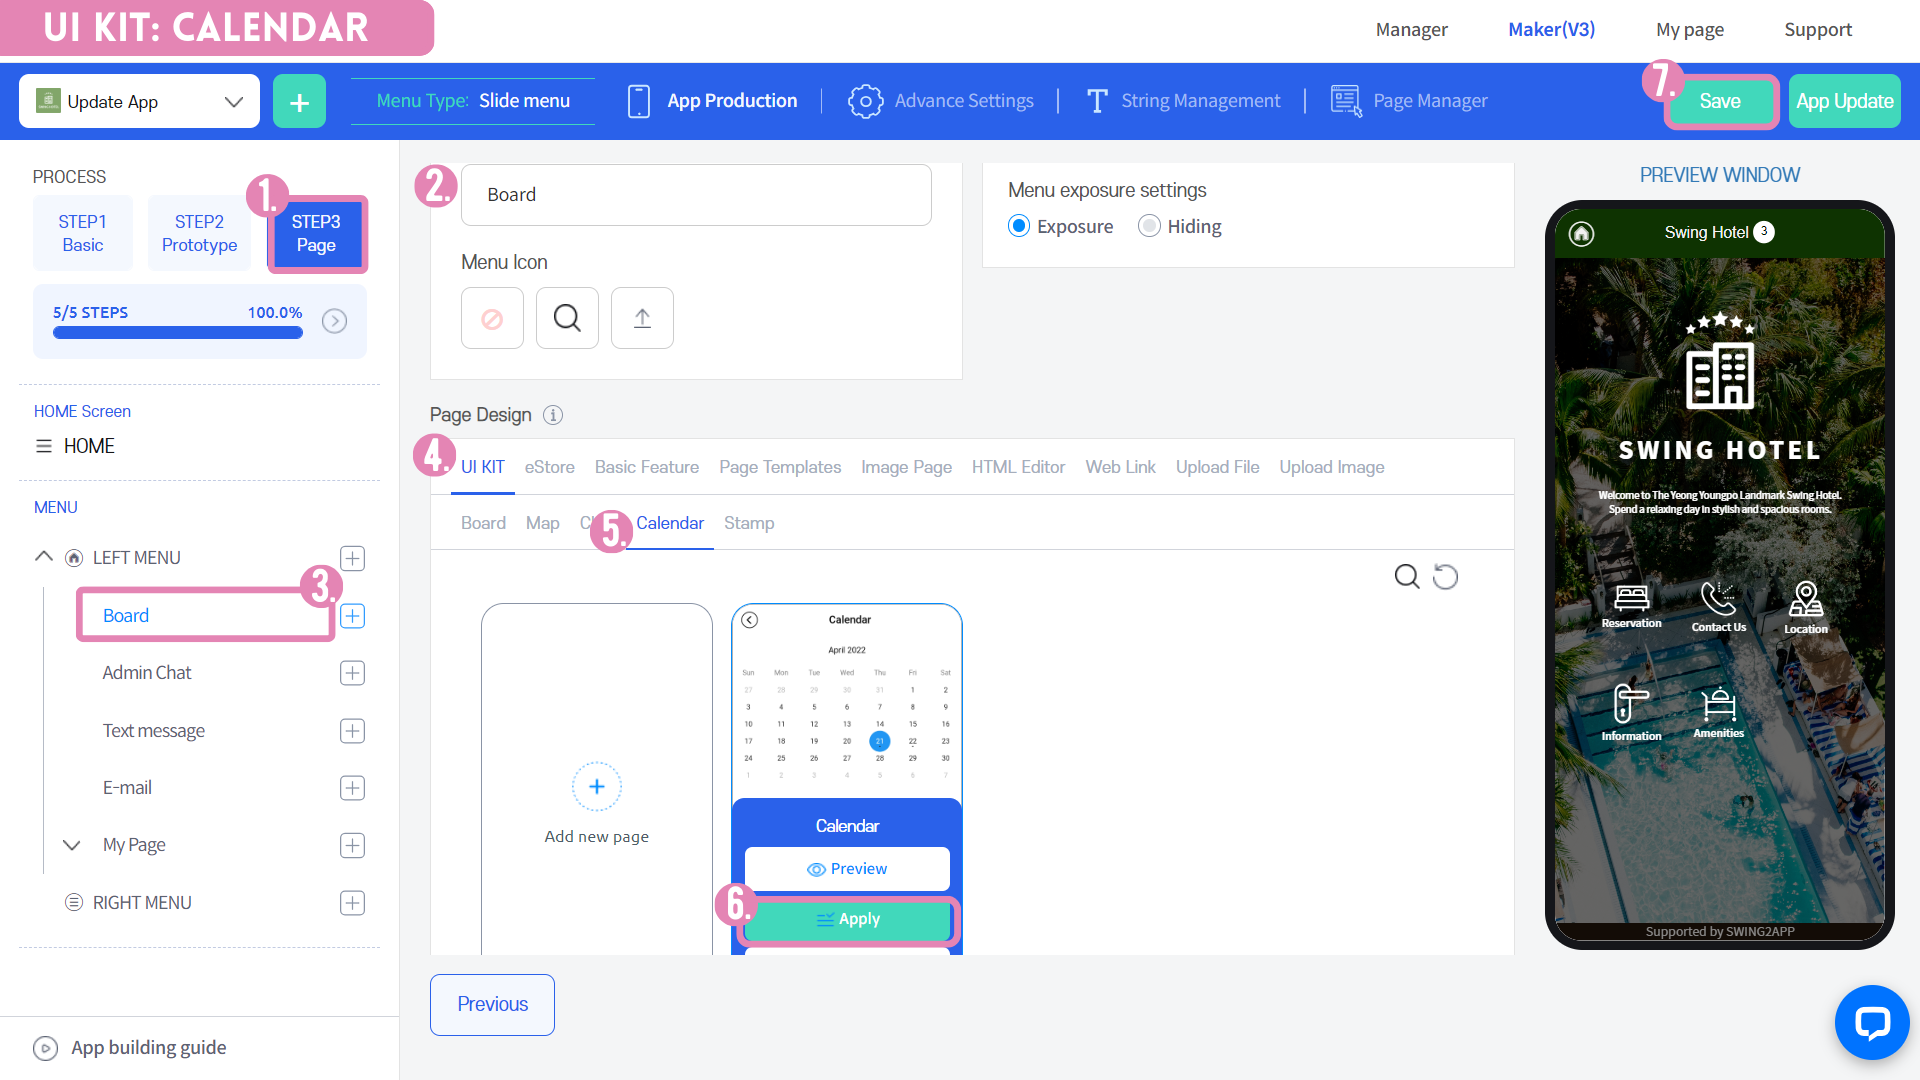 UI KIT: CALENDAR
Manager
Maker(V3)
My page
Support
Update App
+
Menu Type: Slide menu
App Production
Advance Settings
String Management
Page Manager
7.
Save
App Update
PROCESS
1.
STEP1
Basic
STEP2
Prototype
STEP3
Page
5/5 STEPS
100.0%
HOME Screen
HOME
MENU
LEFT MENU
3.
Board
Admin Chat
Text message
E-mail
My Page
RIGHT MENU
App building guide
2.
Board
Menu Icon
Menu exposure settings
Exposure
Hiding
Page Design
4.
UI KIT
eStore
Basic Feature
Page Templates
Image Page
HTML Editor
Web Link
Upload File
Upload Image
Board
Map
5.
Calendar
Stamp
Add new page
Calendar
April 2022
Sun Mon Tue Wed Thu Fri Sat
27 28 29 30 31 1 2
3 4 5 6 7 8 9
10 11 12 13 14 15 16
17 18 19 20 21 22 23
24 25 26 27 28 29 30
1 2 3 4 5 6 7
Calendar
Preview
6.
Apply
Previous
PREVIEW WINDOW
Swing Hotel 3
SWING HOTEL
Welcome to The Yeong Youngpo Landmark Swing Hotel.
Spend a relaxing day in stylish and spacious rooms.
Reservation
Contact Us
Location
Information
Amenities
Supported by SWING2APP